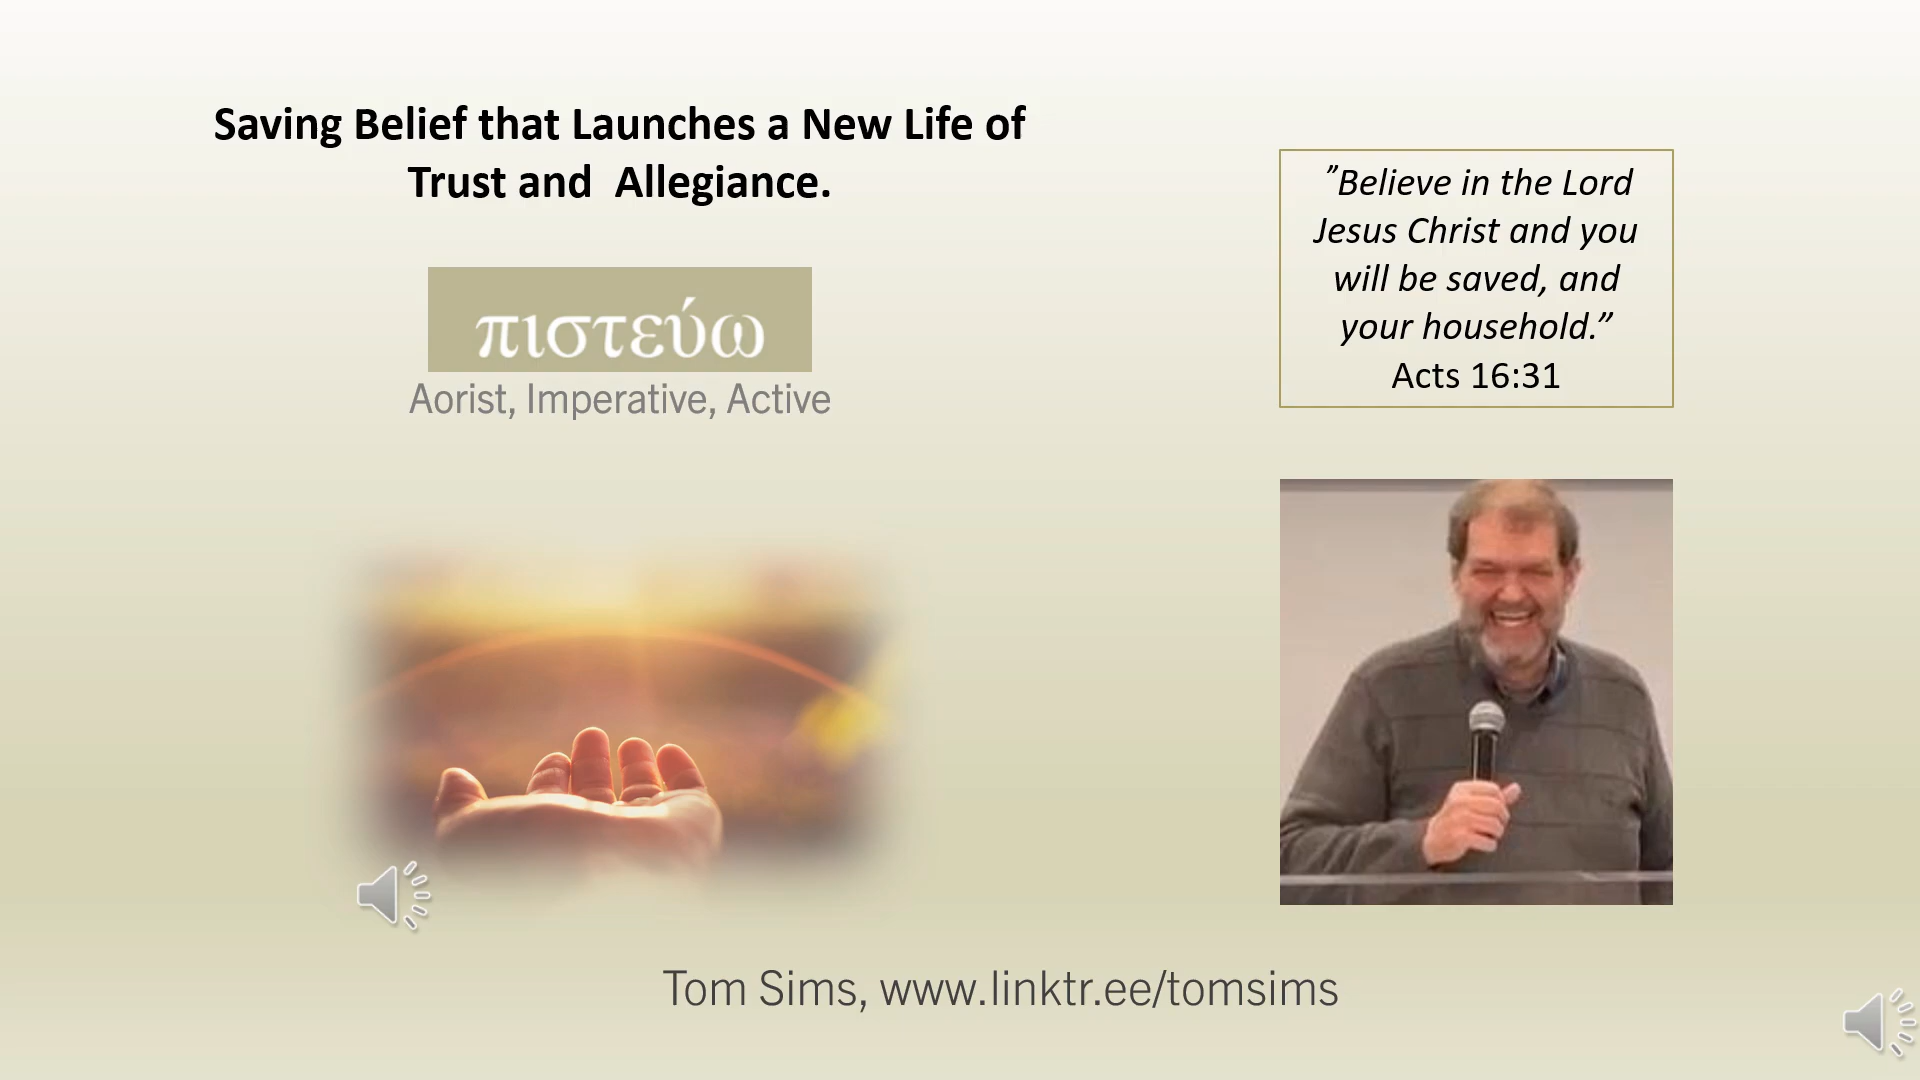 Saving Belief that Launches a New Life of
Trust and  Allegiance.
πιστεύω
Aorist, Imperative, Active
”Believe in the Lord
Jesus Christ and you
will be saved, and
your household.”
Acts 16:31
Tom Sims, www.linktr.ee/tomsims